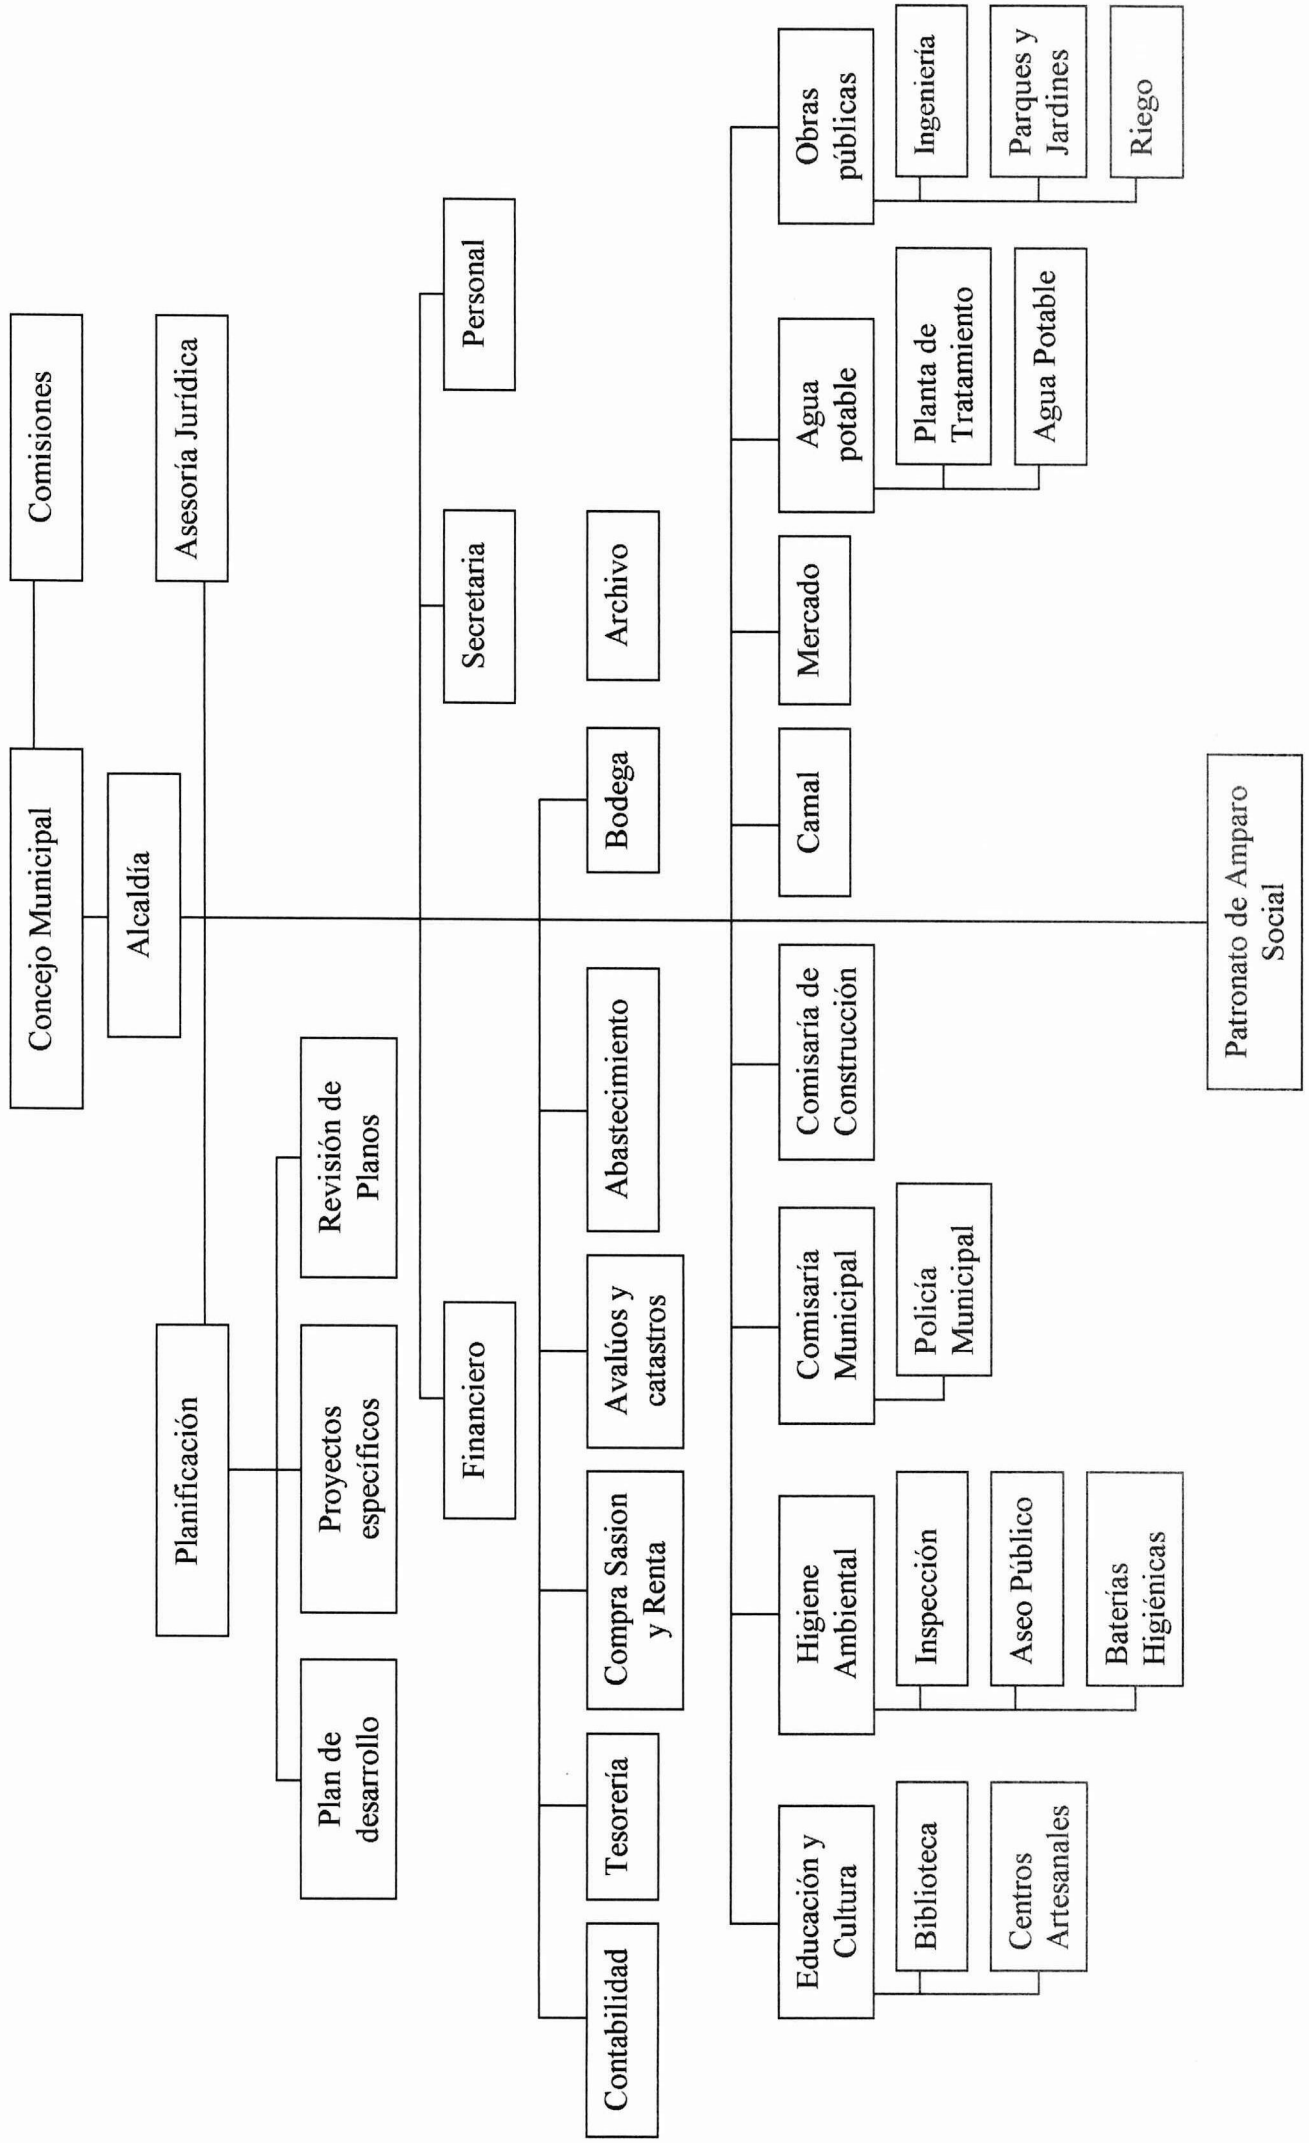 Concejo Municipal
Comisiones
Alcaldía
Planificación
Asesoría Jurídica
Plan de
desarrollo
Proyectos
específicos
Revisión de
Planos
Financiero
Secretaria
Personal
Contabilidad
Tesorería
Compra Sasion
y Renta
Avalúos y
catastros
Abastecimiento
Bodega
Archivo
Educación y
Cultura
Higiene
Ambiental
Comisaría
Municipal
Comisaría de
Construcción
Camal
Mercado
Agua
potable
Obras
públicas
Biblioteca
Centros
Artesanales
Inspección
Aseo Público
Baterías
Higiénicas
Policía
Municipal
Planta de
Tratamiento
Agua Potable
Ingeniería
Parques y
Jardines
Riego
Patronato de Amparo
Social